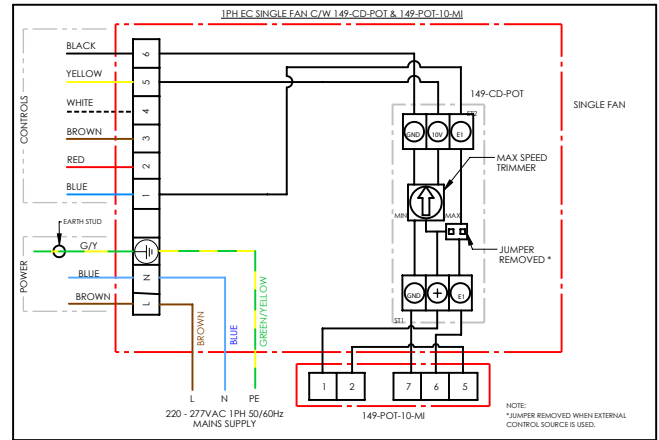 1PH EC SINGLE FAN C/W 149-CD-POT & 149-POT-10-MI
CONTROLS
BLACK
6
YELLOW
5
WHITE
4
BROWN
3
RED
2
BLUE
1
149-CD-POT
SINGLE FAN
ST2
GND
10V
E1
MAX SPEED
TRIMMER
MIN
MAX
JUMPER
REMOVED *
EARTH STUD
POWER
G/Y
BLUE
N
BROWN
L
GND
+
E1
ST1
BROWN
BLUE
GREEN/YELLOW
L
N
PE
220 - 277VAC 1PH 50/60Hz
MAINS SUPPLY
1
2
7
6
5
149-POT-10-MI
NOTE:
*JUMPER REMOVED WHEN EXTERNAL
CONTROL SOURCE IS USED.